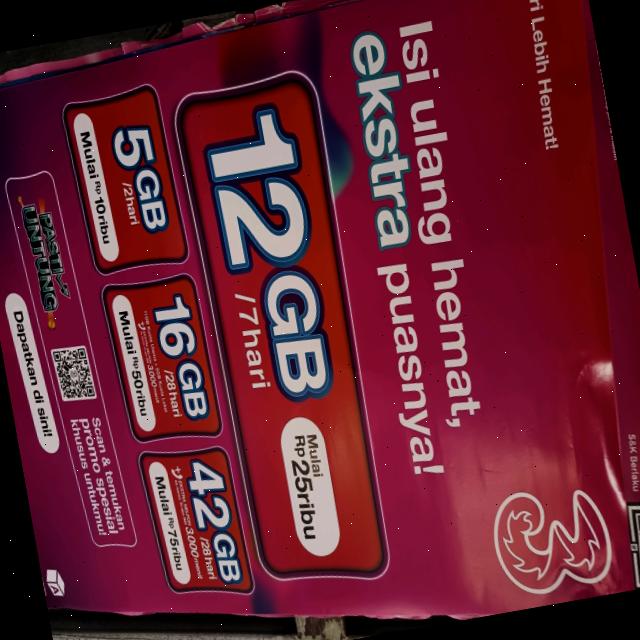 ri Lebih Hemat!
Isi ulang hemat,
ekstra puasnya!
12GB
/7hari
Mulai
Rp25ribu
5GB
/2hari
Mulai Rp10ribu
16GB
/28hari
Mulai Rp50ribu
42GB
/28hari
Mulai Rp75ribu
PASTI
UNTUNG
Scan & temukan
promo spesial
khusus untukmu!
Dapatkan di sini!
S&K Berlaku